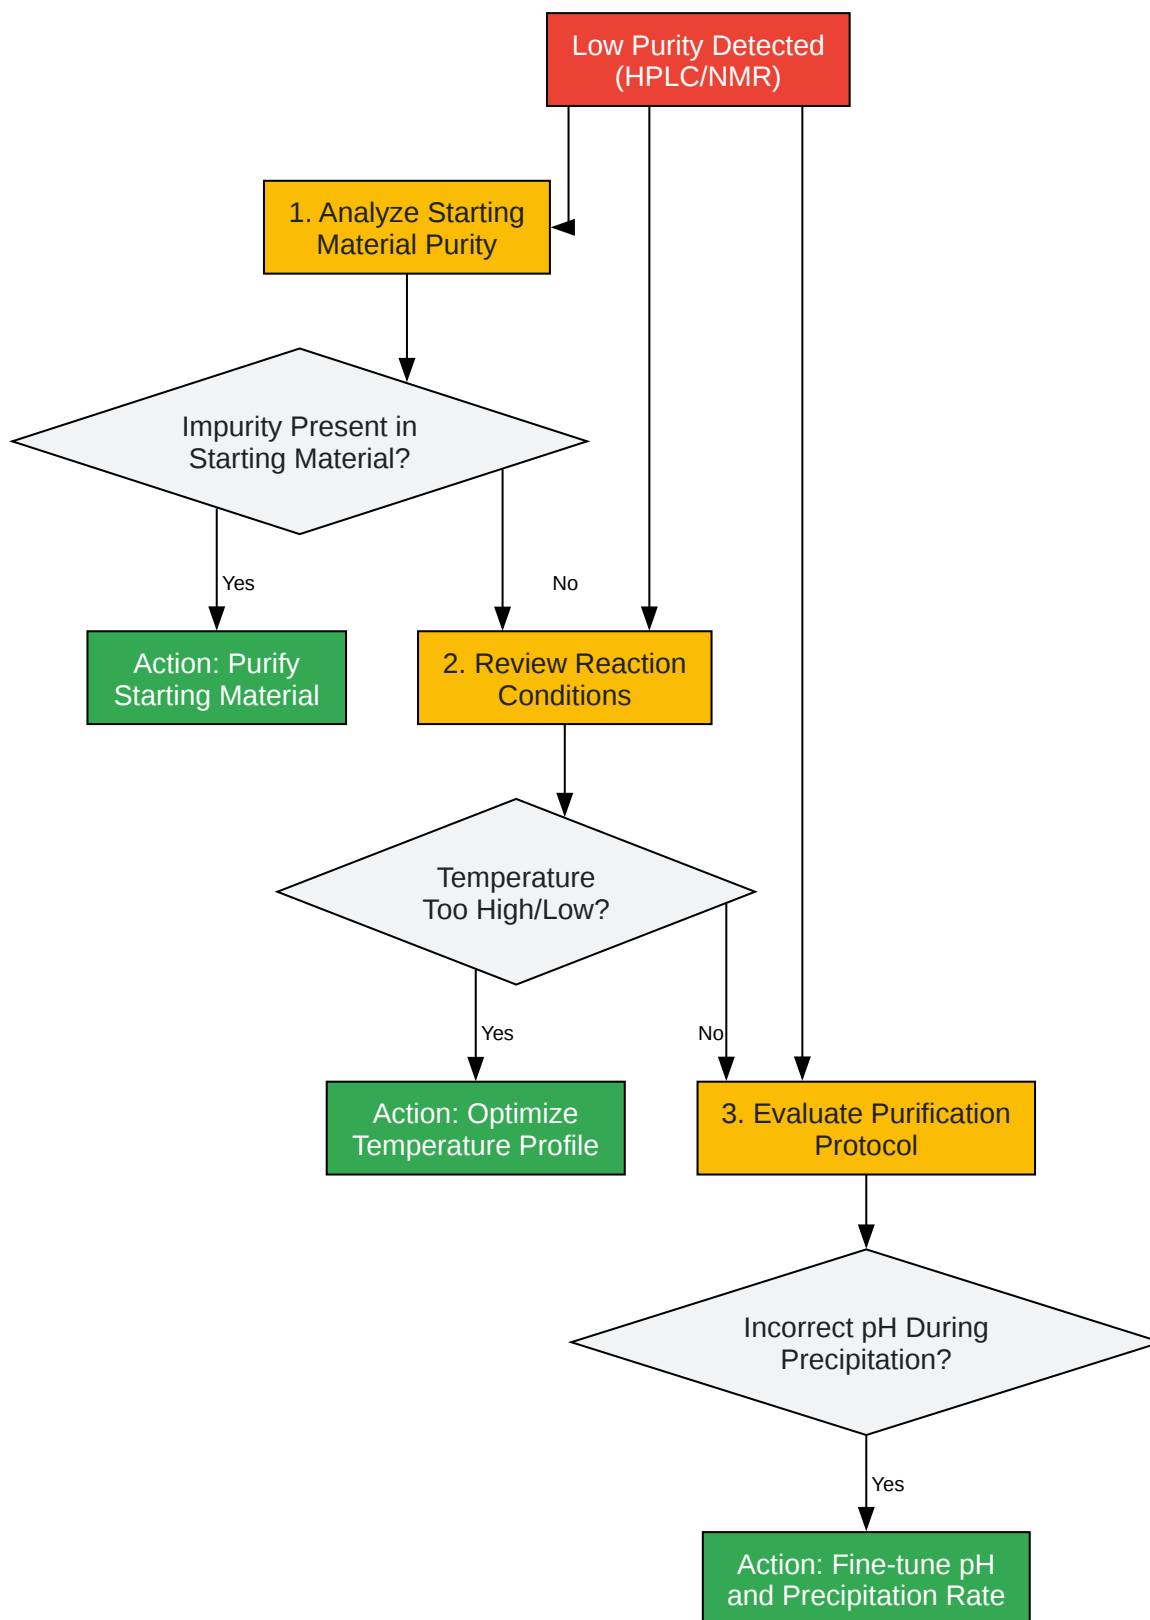 Low Purity Detected
(HPLC/NMR)
1. Analyze Starting
Material Purity
Impurity Present in
Starting Material?
Yes
No
Action: Purify
Starting Material
2. Review Reaction
Conditions
Temperature
Too High/Low?
Yes
No
Action: Optimize
Temperature Profile
3. Evaluate Purification
Protocol
Incorrect pH During
Precipitation?
Yes
Action: Fine-tune pH
and Precipitation Rate